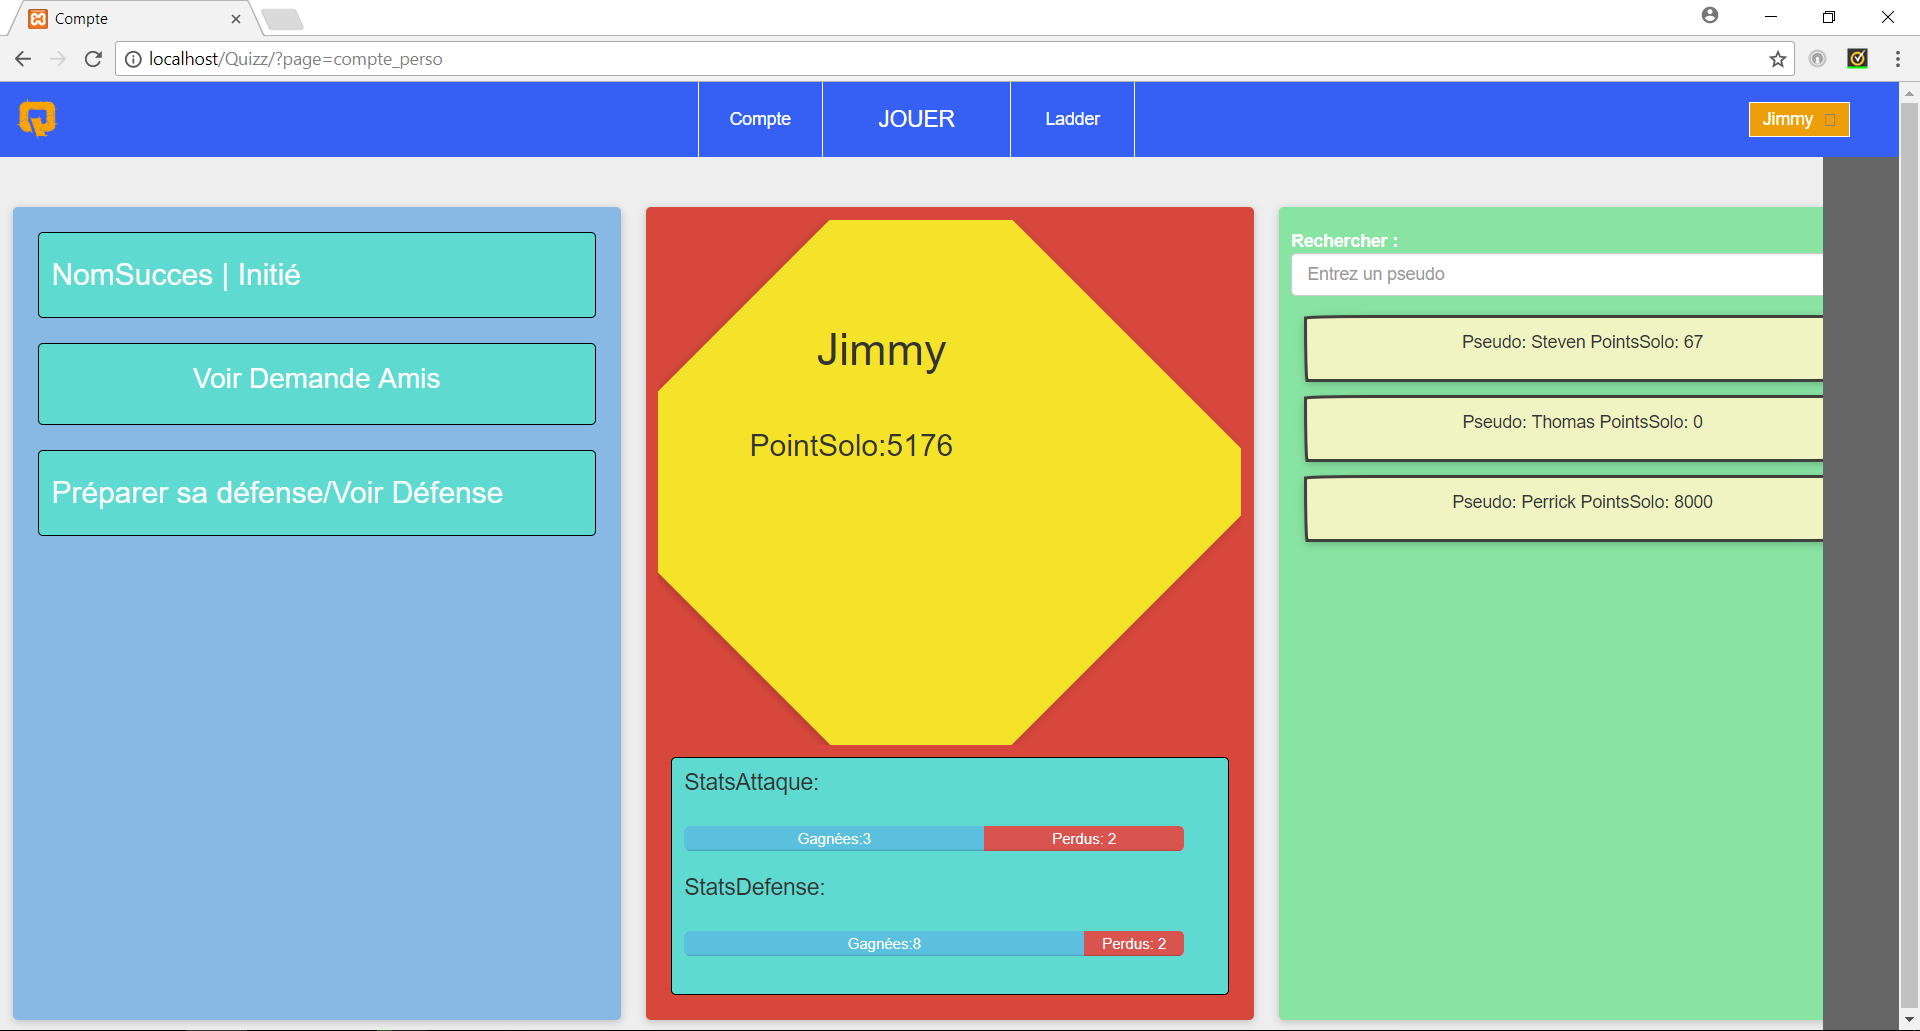 Compte
localhost/Quizz/?page=compte_perso
Compte
JOUER
Ladder
Jimmy
NomSucces | Initié
Voir Demande Amis
Préparer sa défense/Voir Défense
Jimmy
PointSolo:5176
StatsAttaque:
Gagnées:3
Perdus: 2
StatsDefense:
Gagnées:8
Perdus: 2
Rechercher :
Entrez un pseudo
Pseudo: Steven PointsSolo: 67
Pseudo: Thomas PointsSolo: 0
Pseudo: Perrick PointsSolo: 8000